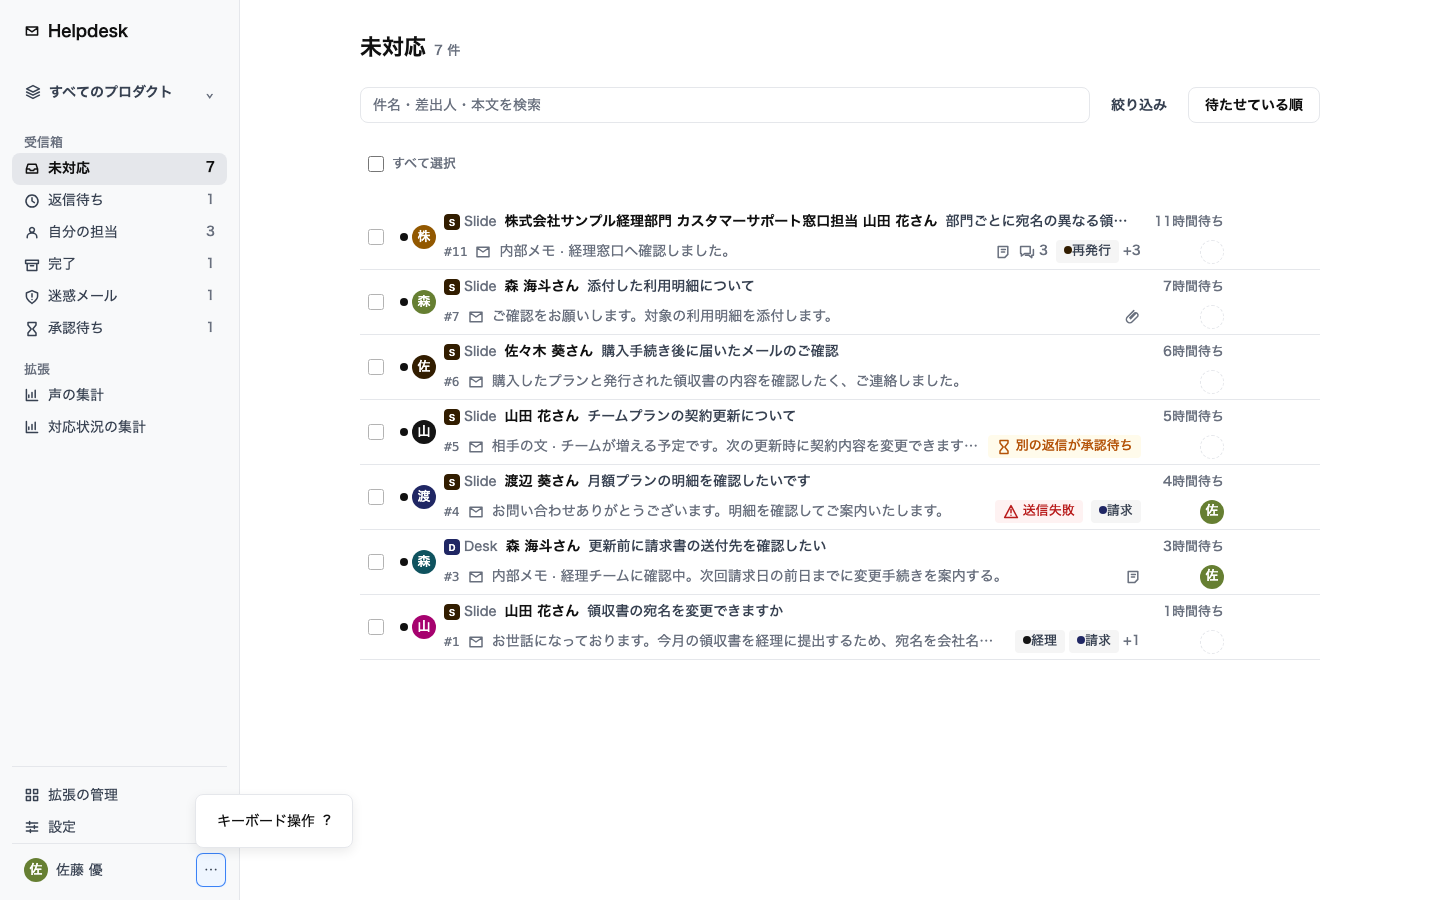 Helpdesk
すべてのプロダクト
受信箱
未対応 7
返信待ち 1
自分の担当 3
完了 1
迷惑メール 1
承認待ち 1
拡張
声の集計
対応状況の集計
拡張の管理
設定
キーボード操作 ?
佐 佐藤 優 …
未対応 7 件
件名・差出人・本文を検索 絞り込み 待たせている順
すべて選択
株 S Slide 株式会社サンプル経理部門 カスタマーサポート窓口担当 山田 花さん 部門ごとに宛名の異なる領… 11時間待ち
#11 内部メモ · 経理窓口へ確認しました。 3 再発行 +3
森 S Slide 森 海斗さん 添付した利用明細について 7時間待ち
#7 ご確認をお願いします。対象の利用明細を添付します。
佐 S Slide 佐々木 葵さん 購入手続き後に届いたメールのご確認 6時間待ち
#6 購入したプランと発行された領収書の内容を確認したく、ご連絡しました。
山 S Slide 山田 花さん チームプランの契約更新について 5時間待ち
#5 相手の文 · チームが増える予定です。次の更新時に契約内容を変更できます… 別の返信が承認待ち
渡 S Slide 渡辺 葵さん 月額プランの明細を確認したいです 4時間待ち
#4 お問い合わせありがとうございます。明細を確認してご案内いたします。 送信失敗 請求 佐
森 D Desk 森 海斗さん 更新前に請求書の送付先を確認したい 3時間待ち
#3 内部メモ · 経理チームに確認中。次回請求日の前日までに変更手続きを案内する。 佐
山 S Slide 山田 花さん 領収書の宛名を変更できますか 1時間待ち
#1 お世話になっております。今月の領収書を経理に提出するため、宛名を会社名… 経理 請求 +1